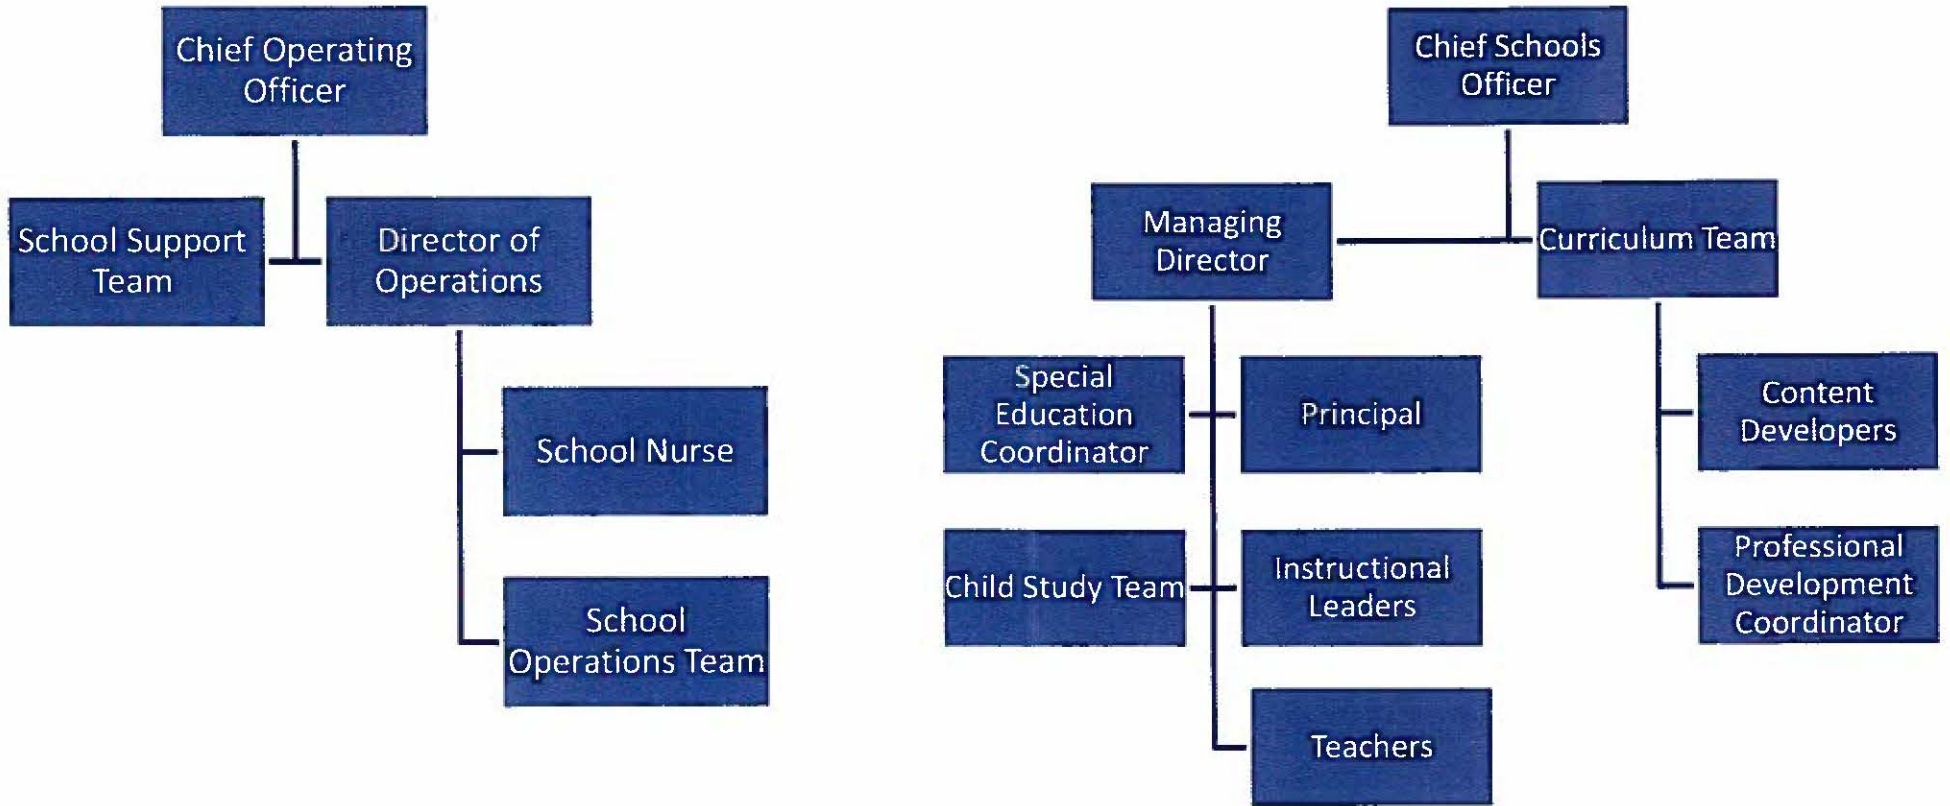 Chief Operating
Officer
School Support
Team
Director of
Operations
School Nurse
School
Operations Team
Chief Schools
Officer
Managing
Director
Curriculum Team
Special
Education
Coordinator
Principal
Child Study Team
Instructional
Leaders
Teachers
Content
Developers
Professional
Development
Coordinator